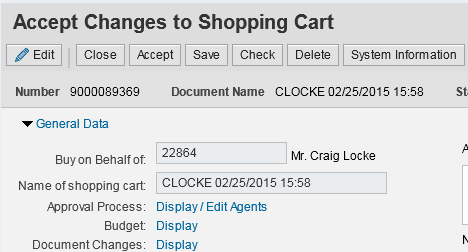 Accept Changes to Shopping Cart
Edit Close Accept Save Check Delete System Information
Number 9000089369 Document Name CLOCKE 02/25/2015 15:58
General Data
Buy on Behalf of: 22864 Mr. Craig Locke
Name of shopping cart: CLOCKE 02/25/2015 15:58
Approval Process: Display / Edit Agents
Budget: Display
Document Changes: Display